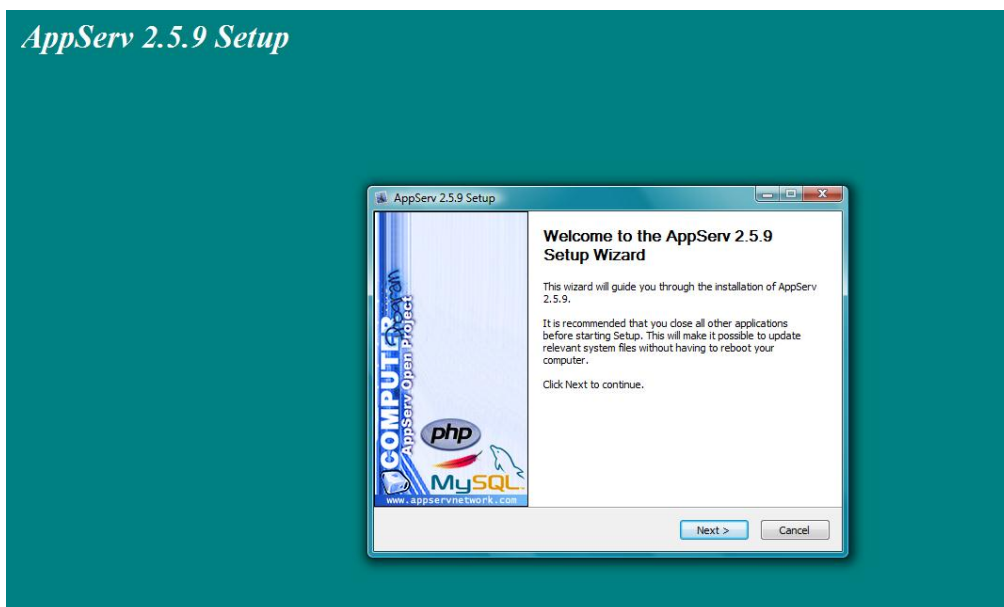 AppServ 2.5.9 Setup
AppServ 2.5.9 Setup
Welcome to the AppServ 2.5.9
Setup Wizard
This wizard will guide you through the installation of AppServ
2.5.9.
It is recommended that you close all other applications
before starting Setup. This will make it possible to update
relevant system files without having to reboot your
computer.
Click Next to continue.
COMPUTER
Program
AppServ Open Project
php
MySQL
www.appservnetwork.com
Next >
Cancel